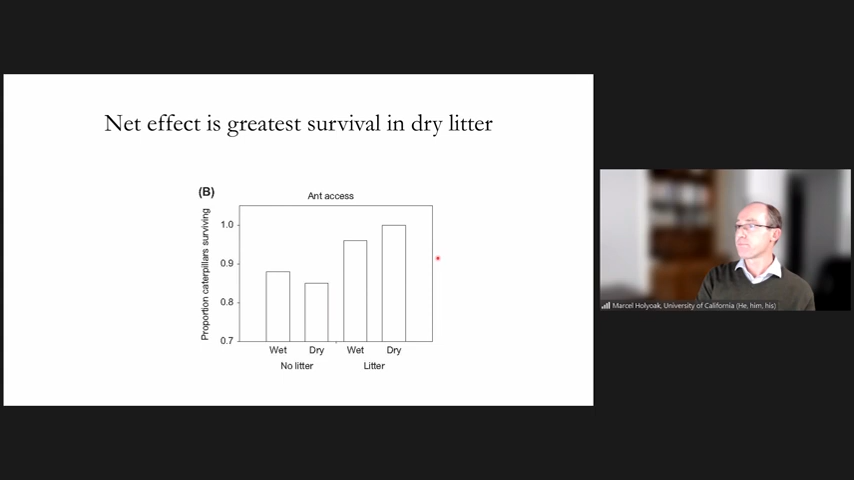 Net effect is greatest survival in dry litter
(B)
Ant access
Proportion caterpillars surviving
1.0
0.9
0.8
0.7
Wet Dry Wet Dry
No litter Litter
Marcel Holyoak, University of California (He, him, his)